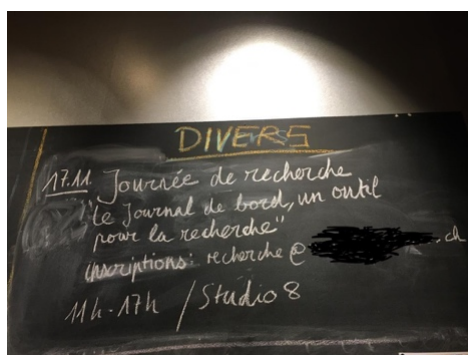 DIVERS
17.11. Journée de recherche
"le Journal de bord, un outil
pour la recherche"
inscriptions: recherche@ .ch
11h-17h / Studio 8